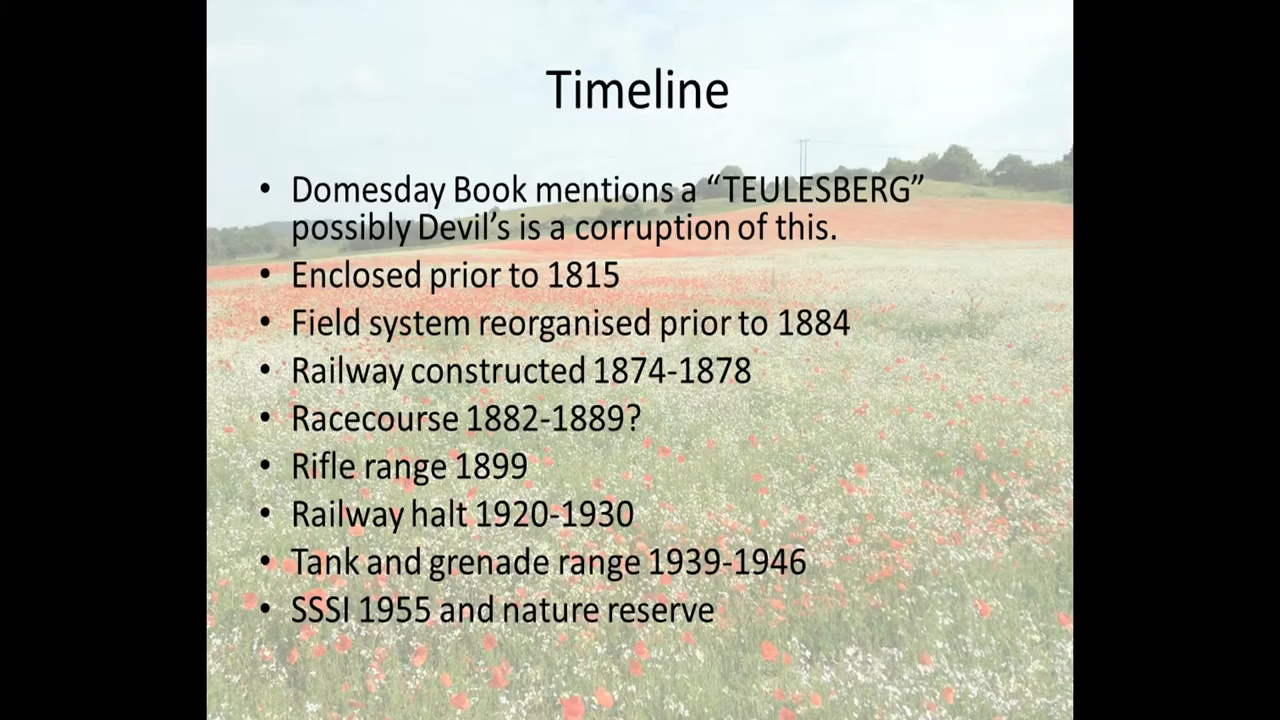 Timeline
• Domesday Book mentions a “TEULESBERG”
possibly Devil’s is a corruption of this.
• Enclosed prior to 1815
• Field system reorganised prior to 1884
• Railway constructed 1874-1878
• Racecourse 1882-1889?
• Rifle range 1899
• Railway halt 1920-1930
• Tank and grenade range 1939-1946
• SSSI 1955 and nature reserve